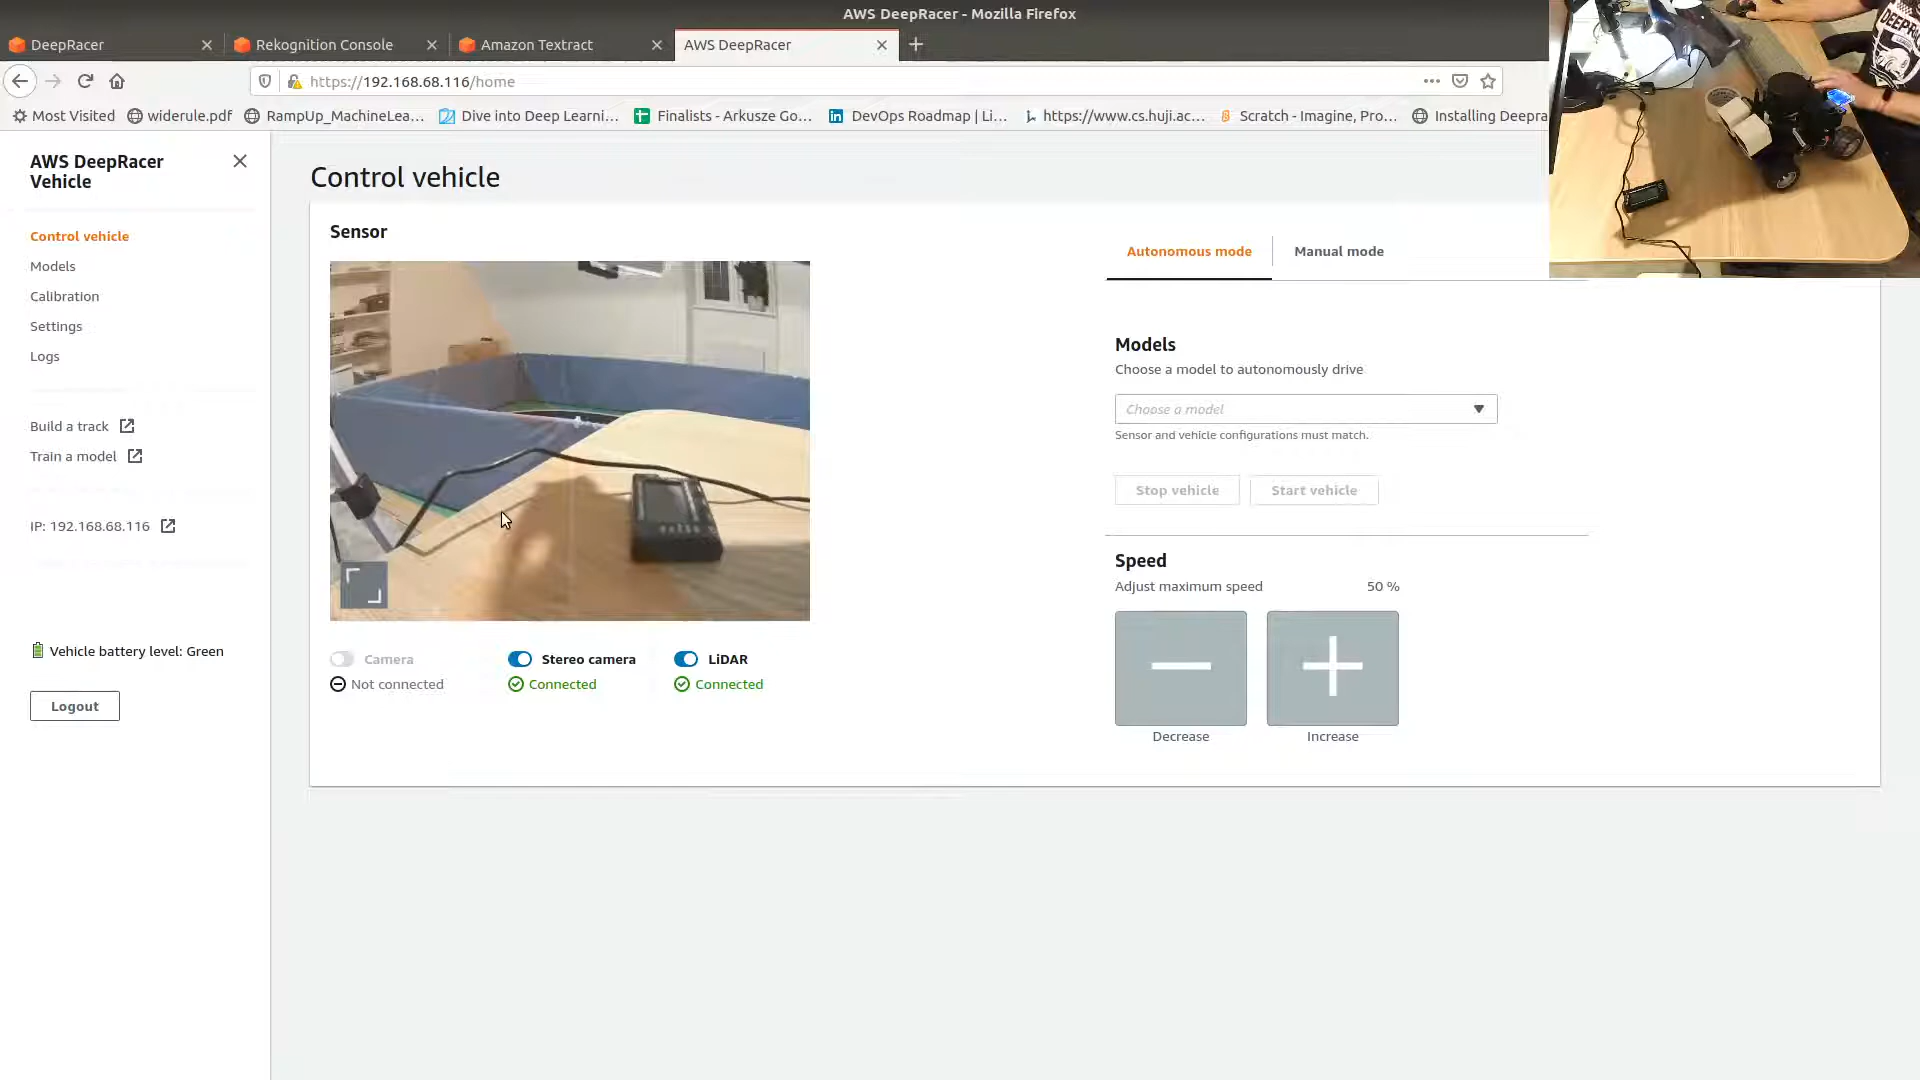 AWS DeepRacer - Mozilla Firefox
DeepRacer
Rekognition Console
Amazon Textract
AWS DeepRacer
https://192.168.68.116/home
Most Visited
widerule.pdf
RampUp_MachineLea...
Dive into Deep Learni...
Finalists - Arkusze Go...
DevOps Roadmap | Li...
https://www.cs.huji.ac...
Scratch - Imagine, Pro...
Installing Deepra
AWS DeepRacer
Vehicle
Control vehicle
Models
Calibration
Settings
Logs
Build a track
Train a model
IP: 192.168.68.116
Vehicle battery level: Green
Logout
Control vehicle
Sensor
Camera
Not connected
Stereo camera
Connected
LiDAR
Connected
Autonomous mode
Manual mode
Models
Choose a model to autonomously drive
Choose a model
Sensor and vehicle configurations must match.
Stop vehicle
Start vehicle
Speed
Adjust maximum speed
50 %
Decrease
Increase